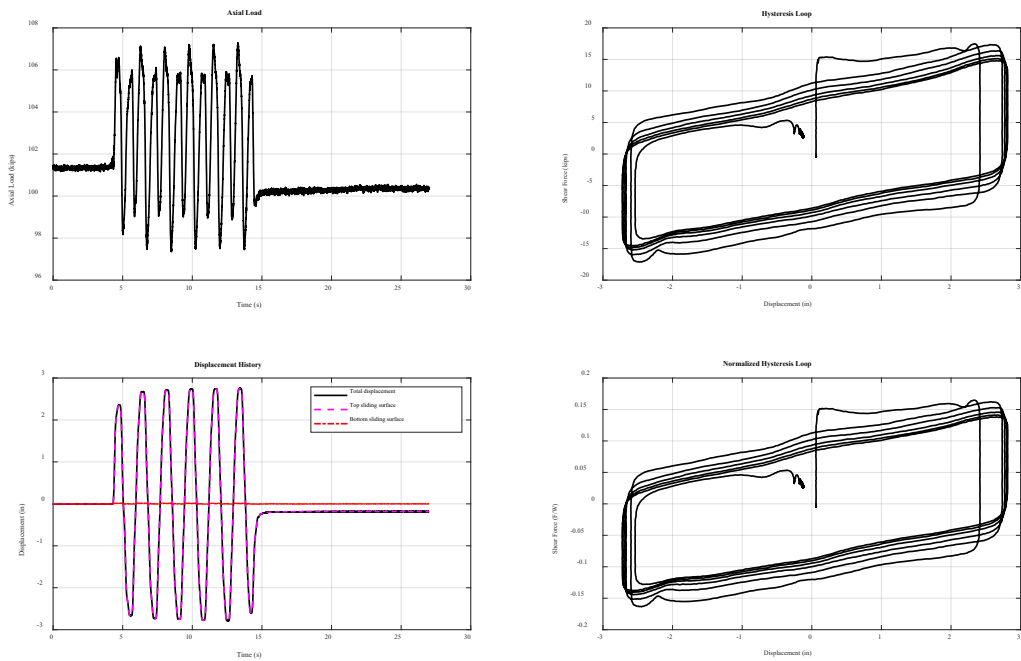 Axial Load
108
106
104
102
100
98
96
Axial Load (kips)
0 5 10 15 20 25 30
Time (s)
Hysteresis Loop
20
15
10
5
0
-5
-10
-15
-20
Shear Force (kips)
-3 -2 -1 0 1 2 3
Displacement (in)
Displacement History
3
2
1
0
-1
-2
-3
Displacement (in)
Total displacement
Top sliding surface
Bottom sliding surface
0 5 10 15 20 25 30
Time (s)
Normalized Hysteresis Loop
0.2
0.15
0.1
0.05
0
-0.05
-0.1
-0.15
-0.2
Shear Force (F/W)
-3 -2 -1 0 1 2 3
Displacement (in)